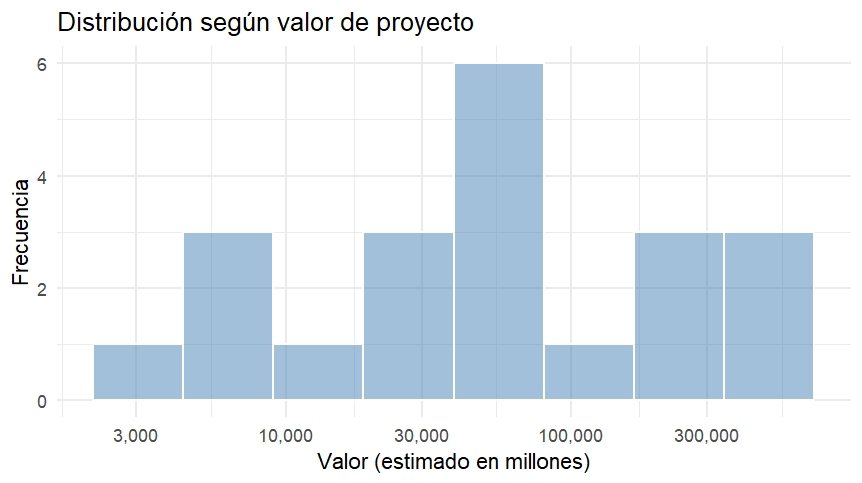 Distribución según valor de proyecto
6
4
2
0
Frecuencia
3,000 10,000 30,000 100,000 300,000
Valor (estimado en millones)